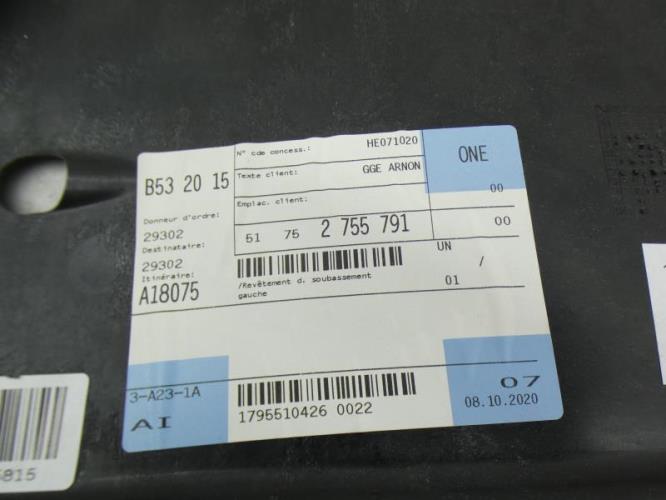 B53 20 15
N° cde concess.:
HE071020
Texte client:
GGE ARNON
Emplac. client:
ONE
00
Donneur d'ordre:
29302
Destinataire:
29302
Itinéraire:
A18075
51 75 2 755 791
00
UN /
01
/Revêtement d. soubassement
gauche
3-A23-1A
AI
1795510426 0022
07
08.10.2020
5815